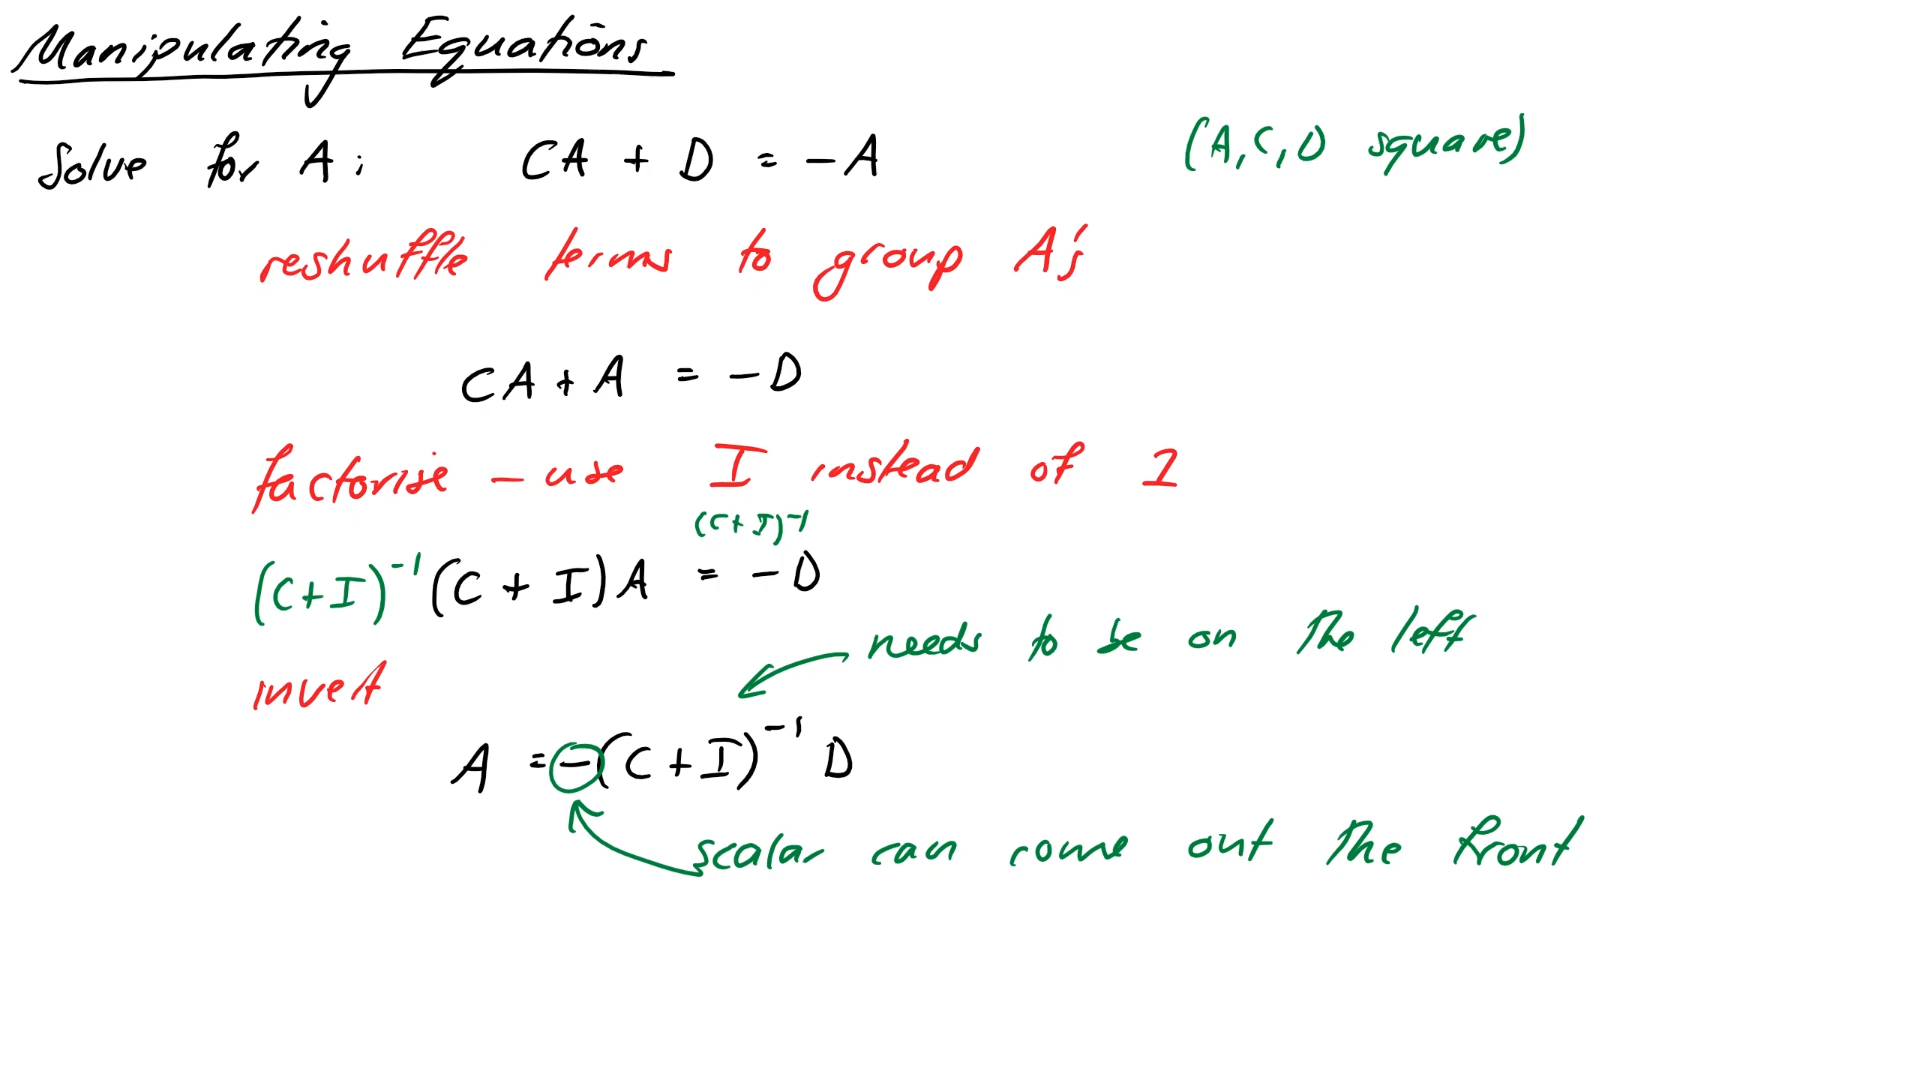 Manipulating Equations
Solve for A: CA + D = -A (A, C, D square)
reshuffle terms to group A's
CA + A = -D
factorise - use I instead of 1
(C+I)⁻¹
(C+I)⁻¹(C + I)A = -D
needs to be on the left
invert
A = -(C+I)⁻¹ D
scalar can come out the front